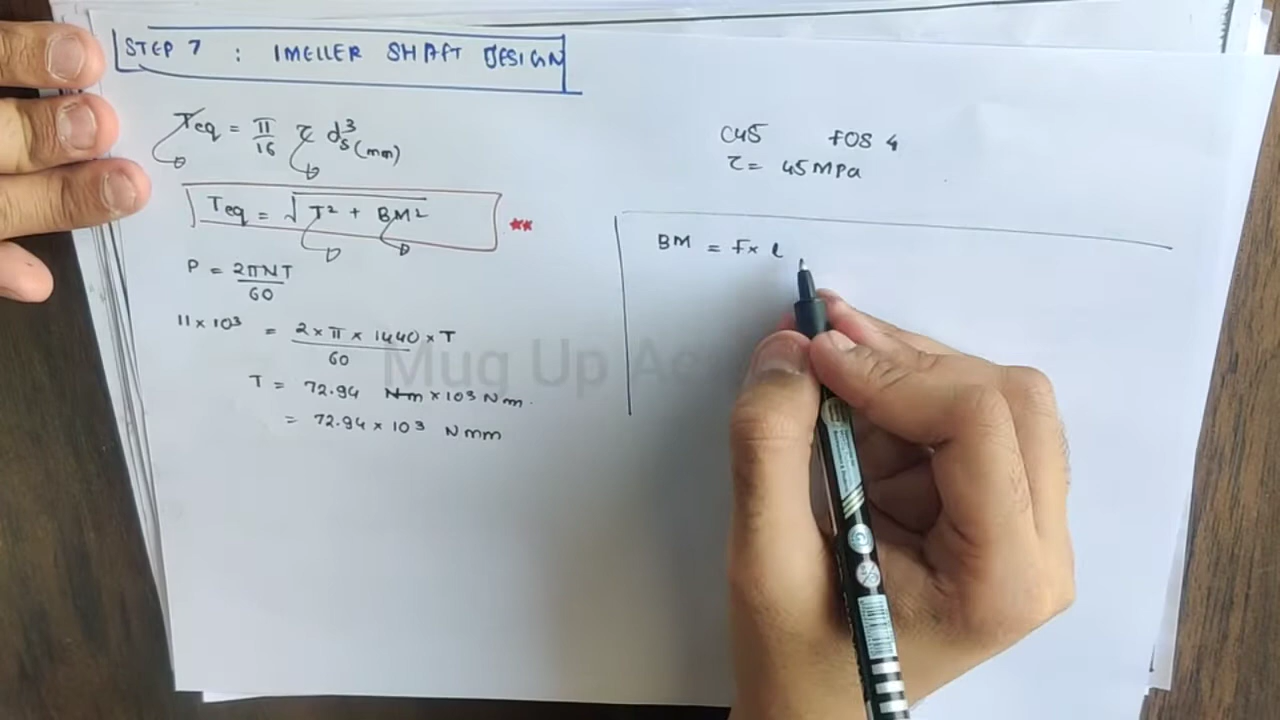 STEP 7 : IMELLER SHAFT DESIGN
Teq = π/16 τ ds³(mm)
C45 FOS 4
τ = 45 MPa
Teq = √T² + BM² **
BM = F× l
P = 2πNT/60
11 × 10³ = 2 × π × 1440 × T/60
T = 72.94 Nm × 10³ Nm.
= 72.94 × 10³ Nmm
Mug Up